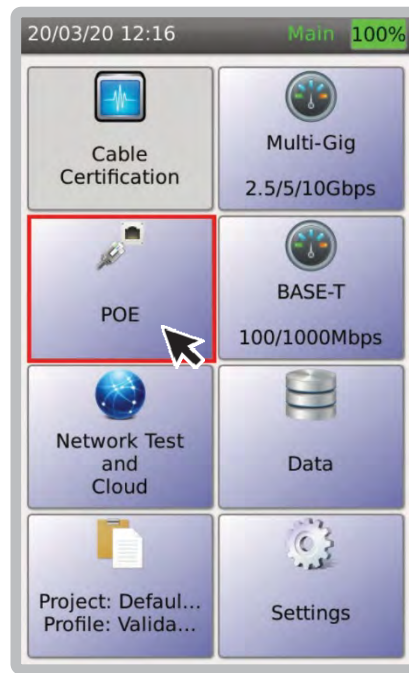 20/03/20 12:16 Main 100%
Cable
Certification
Multi-Gig
2.5/5/10Gbps
POE
BASE-T
100/1000Mbps
Network Test
and
Cloud
Data
Project: Defaul...
Profile: Valida...
Settings